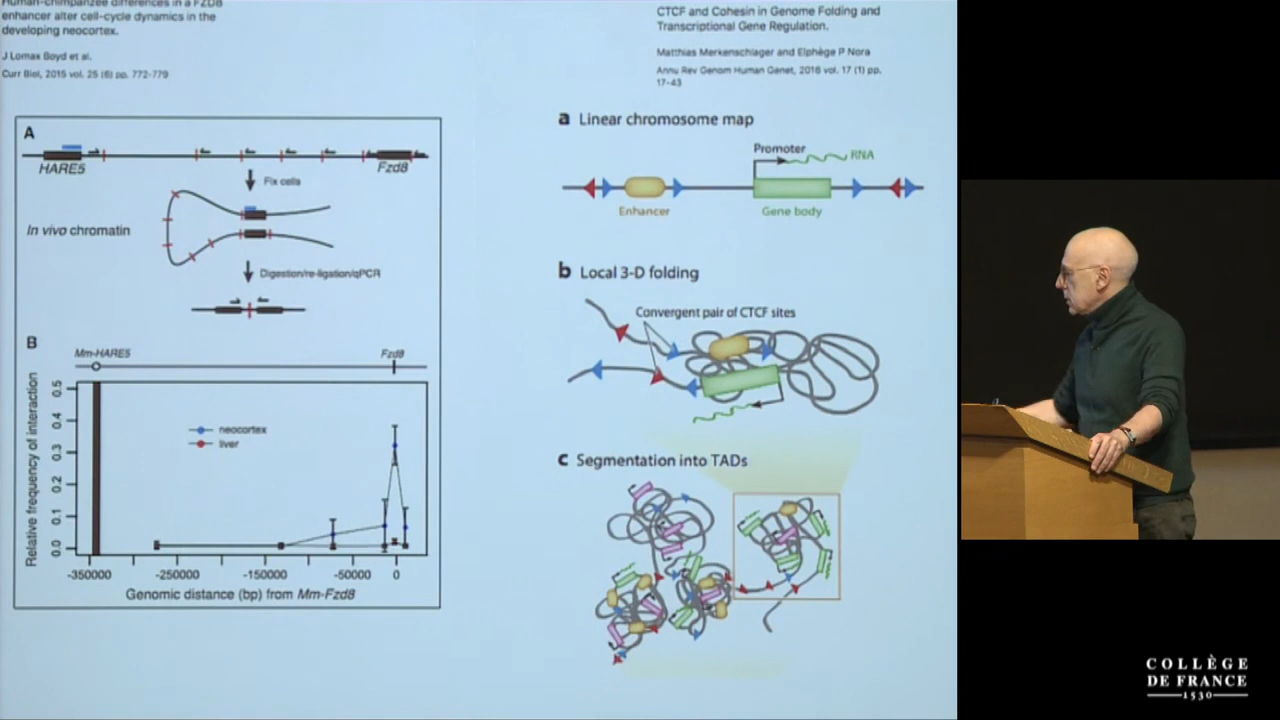 Human-chimpanzee differences in a FZD8
enhancer alter cell-cycle dynamics in the
developing neocortex.
J Lomax Boyd et al.
Curr Biol, 2015 vol. 25 (6) pp. 772-779
A
HARE5
Fzd8
Fix cells
In vivo chromatin
Digestion/re-ligation/qPCR
B
Mm-HARE5
Fzd8
Relative frequency of interaction
0.5
0.4
0.3
0.2
0.1
0.0
neocortex
liver
-350000
-250000
-150000
-50000
0
Genomic distance (bp) from Mm-Fzd8
CTCF and Cohesin in Genome Folding and
Transcriptional Gene Regulation.
Matthias Merkenschlager and Elphège P Nora
Annu Rev Genom Human Genet, 2016 vol. 17 (1) pp.
17-43
a Linear chromosome map
Promoter
RNA
Enhancer
Gene body
b Local 3-D folding
Convergent pair of CTCF sites
c Segmentation into TADs
COLLÈGE
DE FRANCE
1530